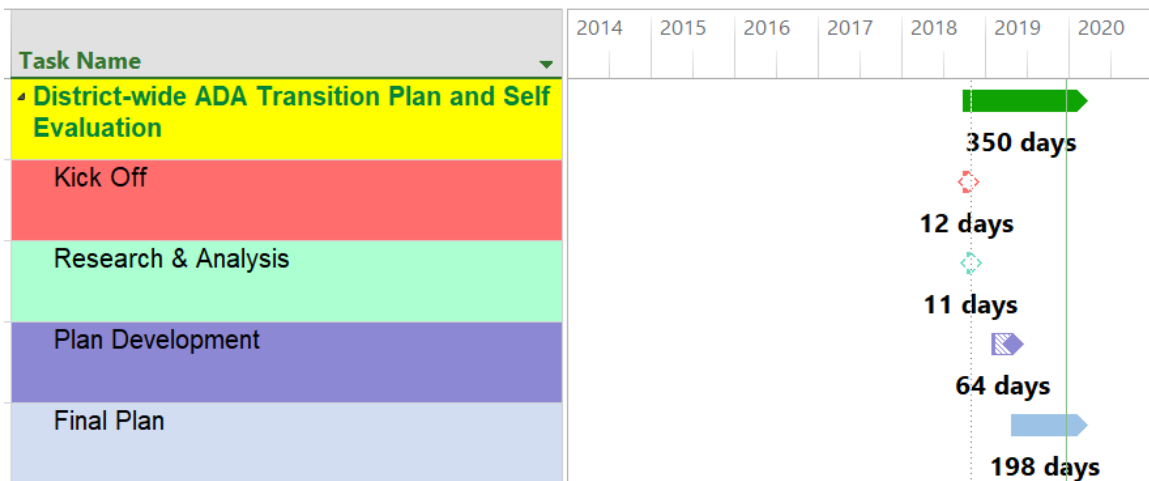 2014 2015 2016 2017 2018 2019 2020
Task Name
District-wide ADA Transition Plan and Self
Evaluation
350 days
Kick Off
12 days
Research & Analysis
11 days
Plan Development
64 days
Final Plan
198 days